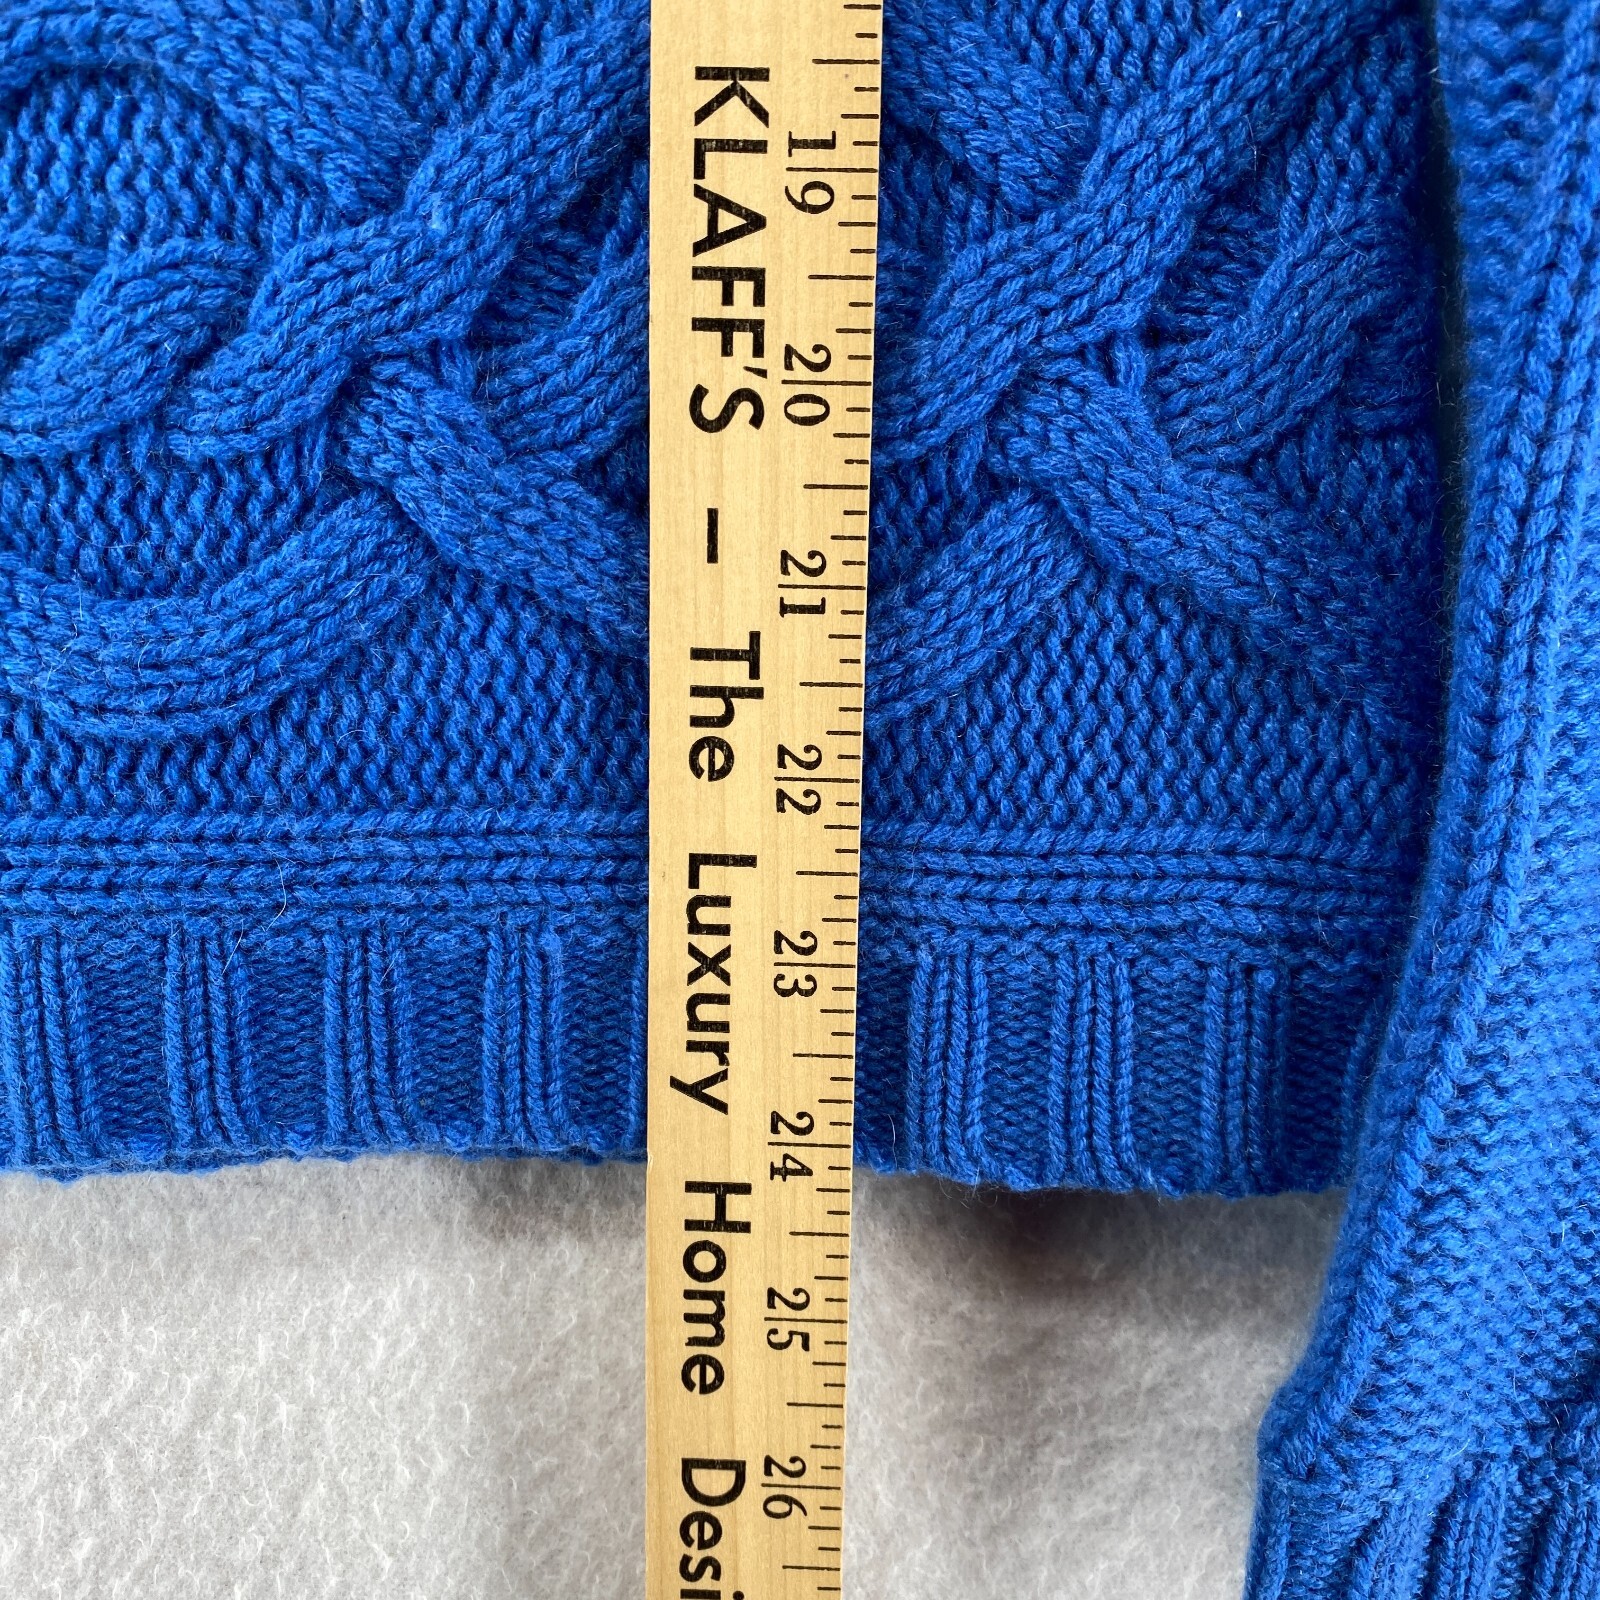 KLAFF'S – The Luxury Home Desi
19 20 21 22 23 24 25 26